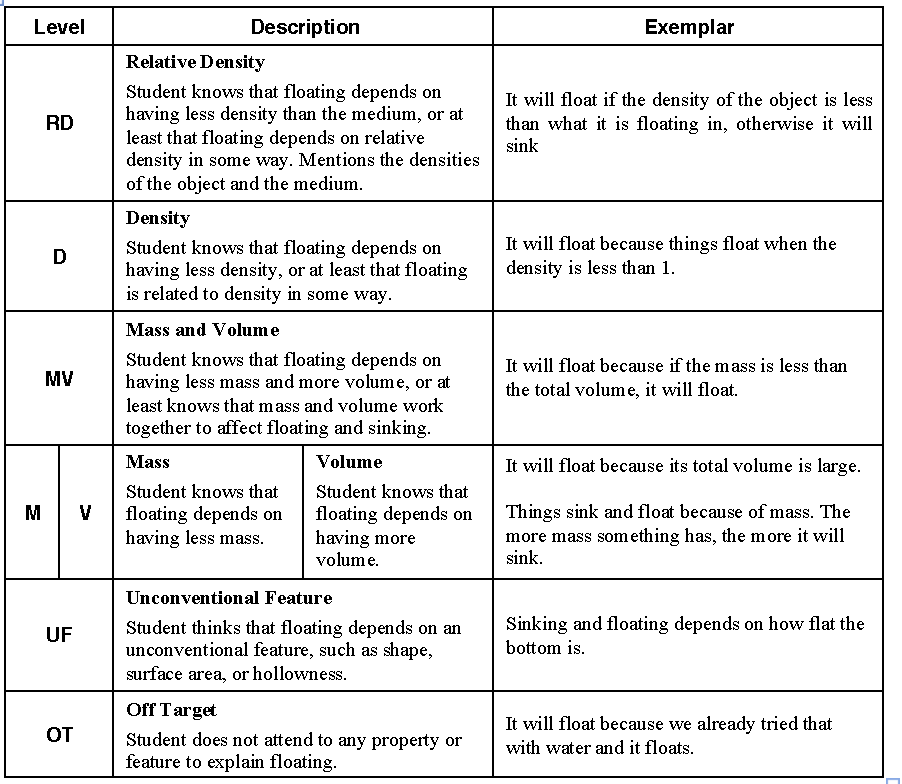 Level Description Exemplar
RD
Relative Density
Student knows that floating depends on
having less density than the medium, or at
least that floating depends on relative
density in some way. Mentions the densities
of the object and the medium.
It will float if the density of the object is less
than what it is floating in, otherwise it will
sink
D
Density
Student knows that floating depends on
having less density, or at least that floating
is related to density in some way.
It will float because things float when the
density is less than 1.
MV
Mass and Volume
Student knows that floating depends on
having less mass and more volume, or at
least knows that mass and volume work
together to affect floating and sinking.
It will float because if the mass is less than
the total volume, it will float.
M V
Mass
Student knows that
floating depends on
having less mass.
Volume
Student knows that
floating depends on
having more
volume.
It will float because its total volume is large.
Things sink and float because of mass. The
more mass something has, the more it will
sink.
UF
Unconventional Feature
Student thinks that floating depends on an
unconventional feature, such as shape,
surface area, or hollowness.
Sinking and floating depends on how flat the
bottom is.
OT
Off Target
Student does not attend to any property or
feature to explain floating.
It will float because we already tried that
with water and it floats.